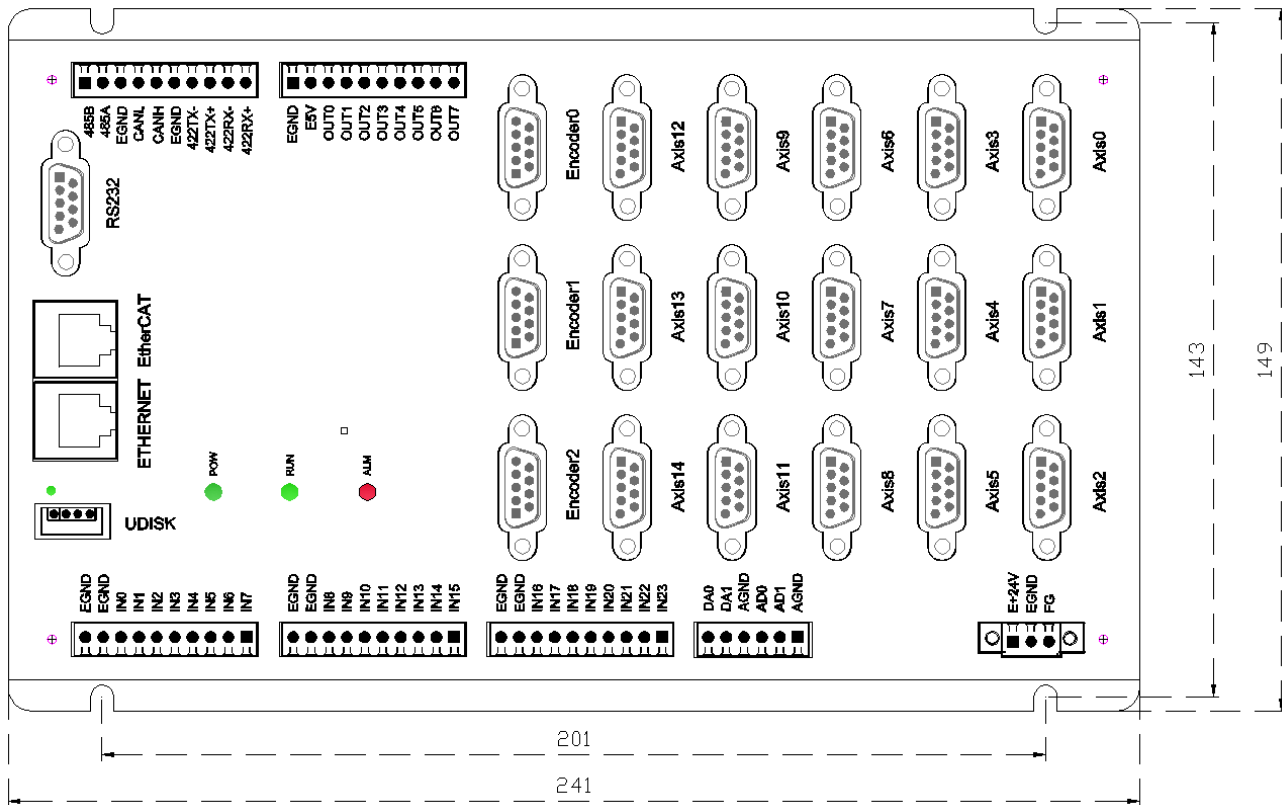 485B
485A
EGND
CANL
CANH
EGND
422TX-
422TX+
422RX-
422RX+
EGND
E5V
OUT0
OUT1
OUT2
OUT3
OUT4
OUT5
OUT6
OUT7
RS232
Encoder0
Axis12
Axis9
Axis6
Axis3
Axis0
EtherCAT
Encoder1
Axis13
Axis10
Axis7
Axis4
Axis1
143
149
ETHERNET
POW
RUN
ALM
Encoder2
Axis14
Axis11
Axis8
Axis5
Axis2
UDISK
EGND
EGND
IN0
IN1
IN2
IN3
IN4
IN5
IN6
IN7
EGND
EGND
IN8
IN9
IN10
IN11
IN12
IN13
IN14
IN15
EGND
EGND
IN16
IN17
IN18
IN19
IN20
IN21
IN22
IN23
DA0
DA1
AGND
AD0
AD1
AGND
E+24V
EGND
FG
201
241